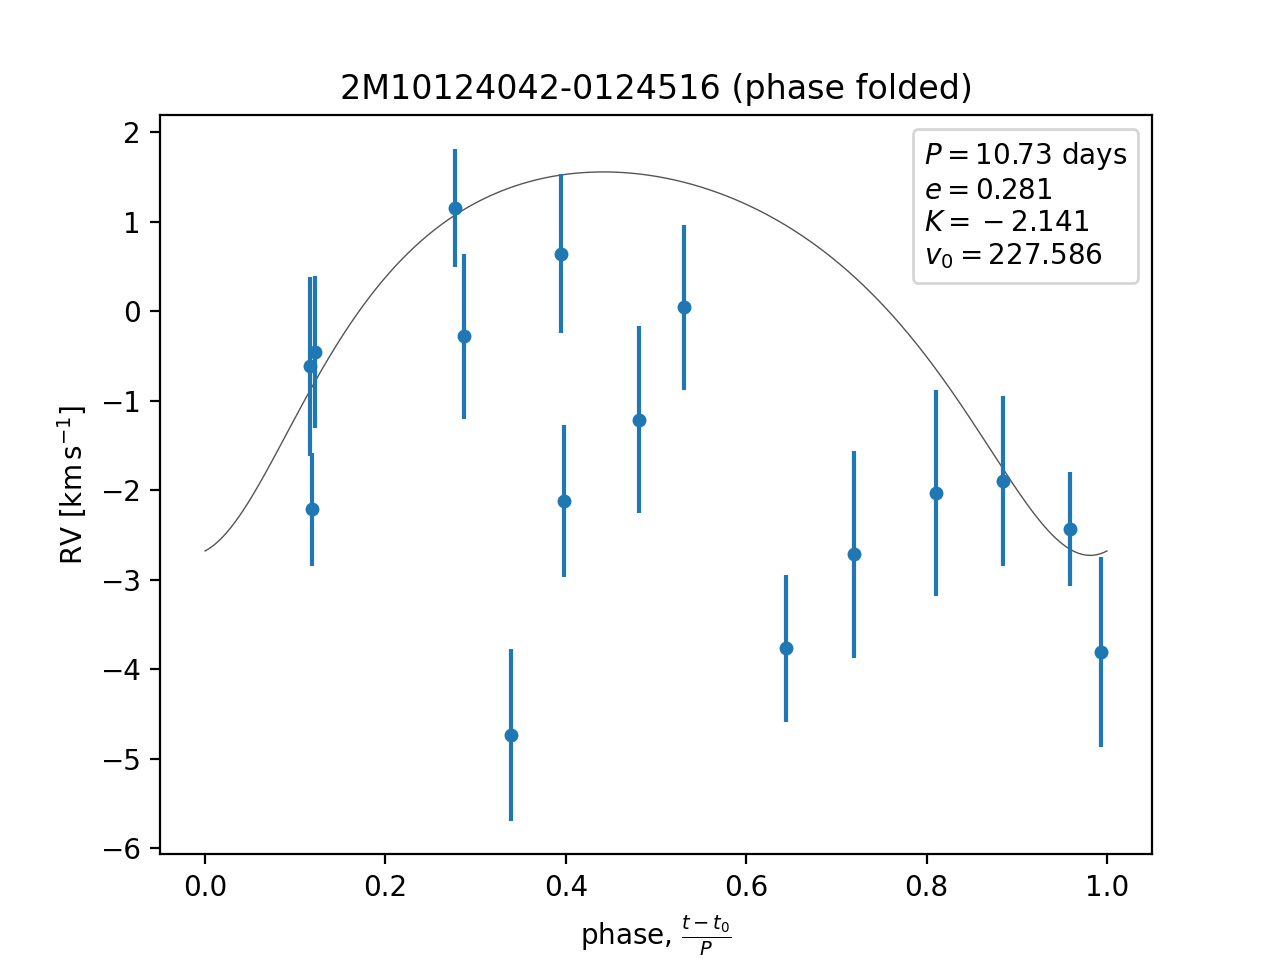 2M10124042-0124516 (phase folded)
P = 10.73 days
e = 0.281
K = −2.141
v₀ = 227.586
RV [km s⁻¹]
2
1
0
−1
−2
−3
−4
−5
−6
0.0 0.2 0.4 0.6 0.8 1.0
phase, (t − t₀)/P